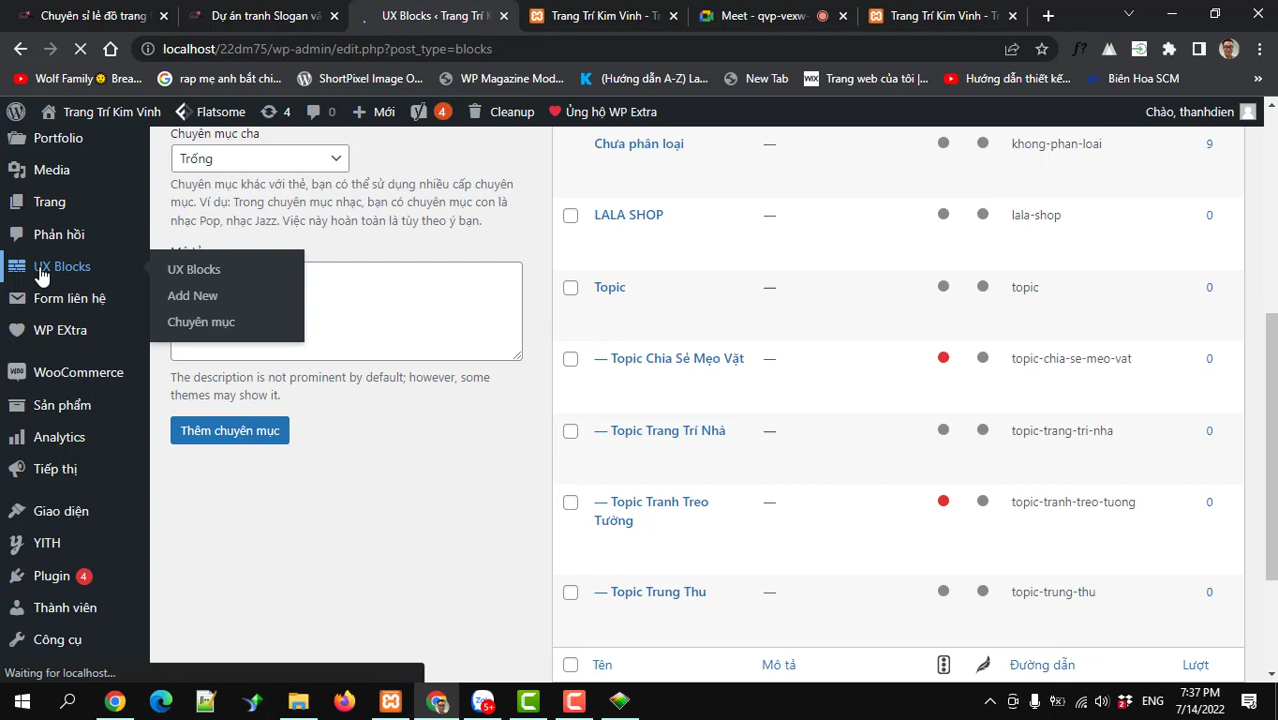 Chuyên sỉ lẻ đồ trang
Dự án tranh Slogan vă
UX Blocks ‹ Trang Trí K
Trang Trí Kim Vinh - T
Meet - qvp-vexw-
Trang Trí Kim Vinh - T
localhost/22dm75/wp-admin/edit.php?post_type=blocks
Wolf Family🐺 Brea...
rap mẹ anh bắt chi...
ShortPixel Image O...
WP Magazine Mod...
(Hướng dẫn A-Z) La...
New Tab
Trang web của tôi |...
Hướng dẫn thiết kế...
Biên Hoa SCM
»
Trang Trí Kim Vinh
Flatsome
4
0
Mới
4
Cleanup
Ủng hộ WP Extra
Chào, thanhdien
Portfolio
Media
Trang
Phản hồi
UX Blocks
Form liên hệ
WP EXtra
WooCommerce
Sản phẩm
Analytics
Tiếp thị
Giao diện
YITH
Plugin 4
Thành viên
Công cụ
Waiting for localhost...
UX Blocks
Add New
Chuyên mục
Chuyên mục cha
Trống
Chuyên mục khác với thẻ, bạn có thể sử dụng nhiều cấp chuyên
mục. Ví dụ: Trong chuyên mục nhạc, bạn có chuyên mục con là
nhạc Pop, nhạc Jazz. Việc này hoàn toàn là tùy theo ý bạn.
The description is not prominent by default; however, some
themes may show it.
Thêm chuyên mục
Chưa phân loại — khong-phan-loai 9
LALA SHOP — lala-shop 0
Topic — topic 0
— Topic Chia Sẻ Mẹo Vặt — topic-chia-se-meo-vat 0
— Topic Trang Trí Nhà — topic-trang-tri-nha 0
— Topic Tranh Treo — topic-tranh-treo-tuong 0
Tường
— Topic Trung Thu — topic-trung-thu 0
Tên Mô tả Đường dẫn Lượt
5+
ENG
7:37 PM
7/14/2022